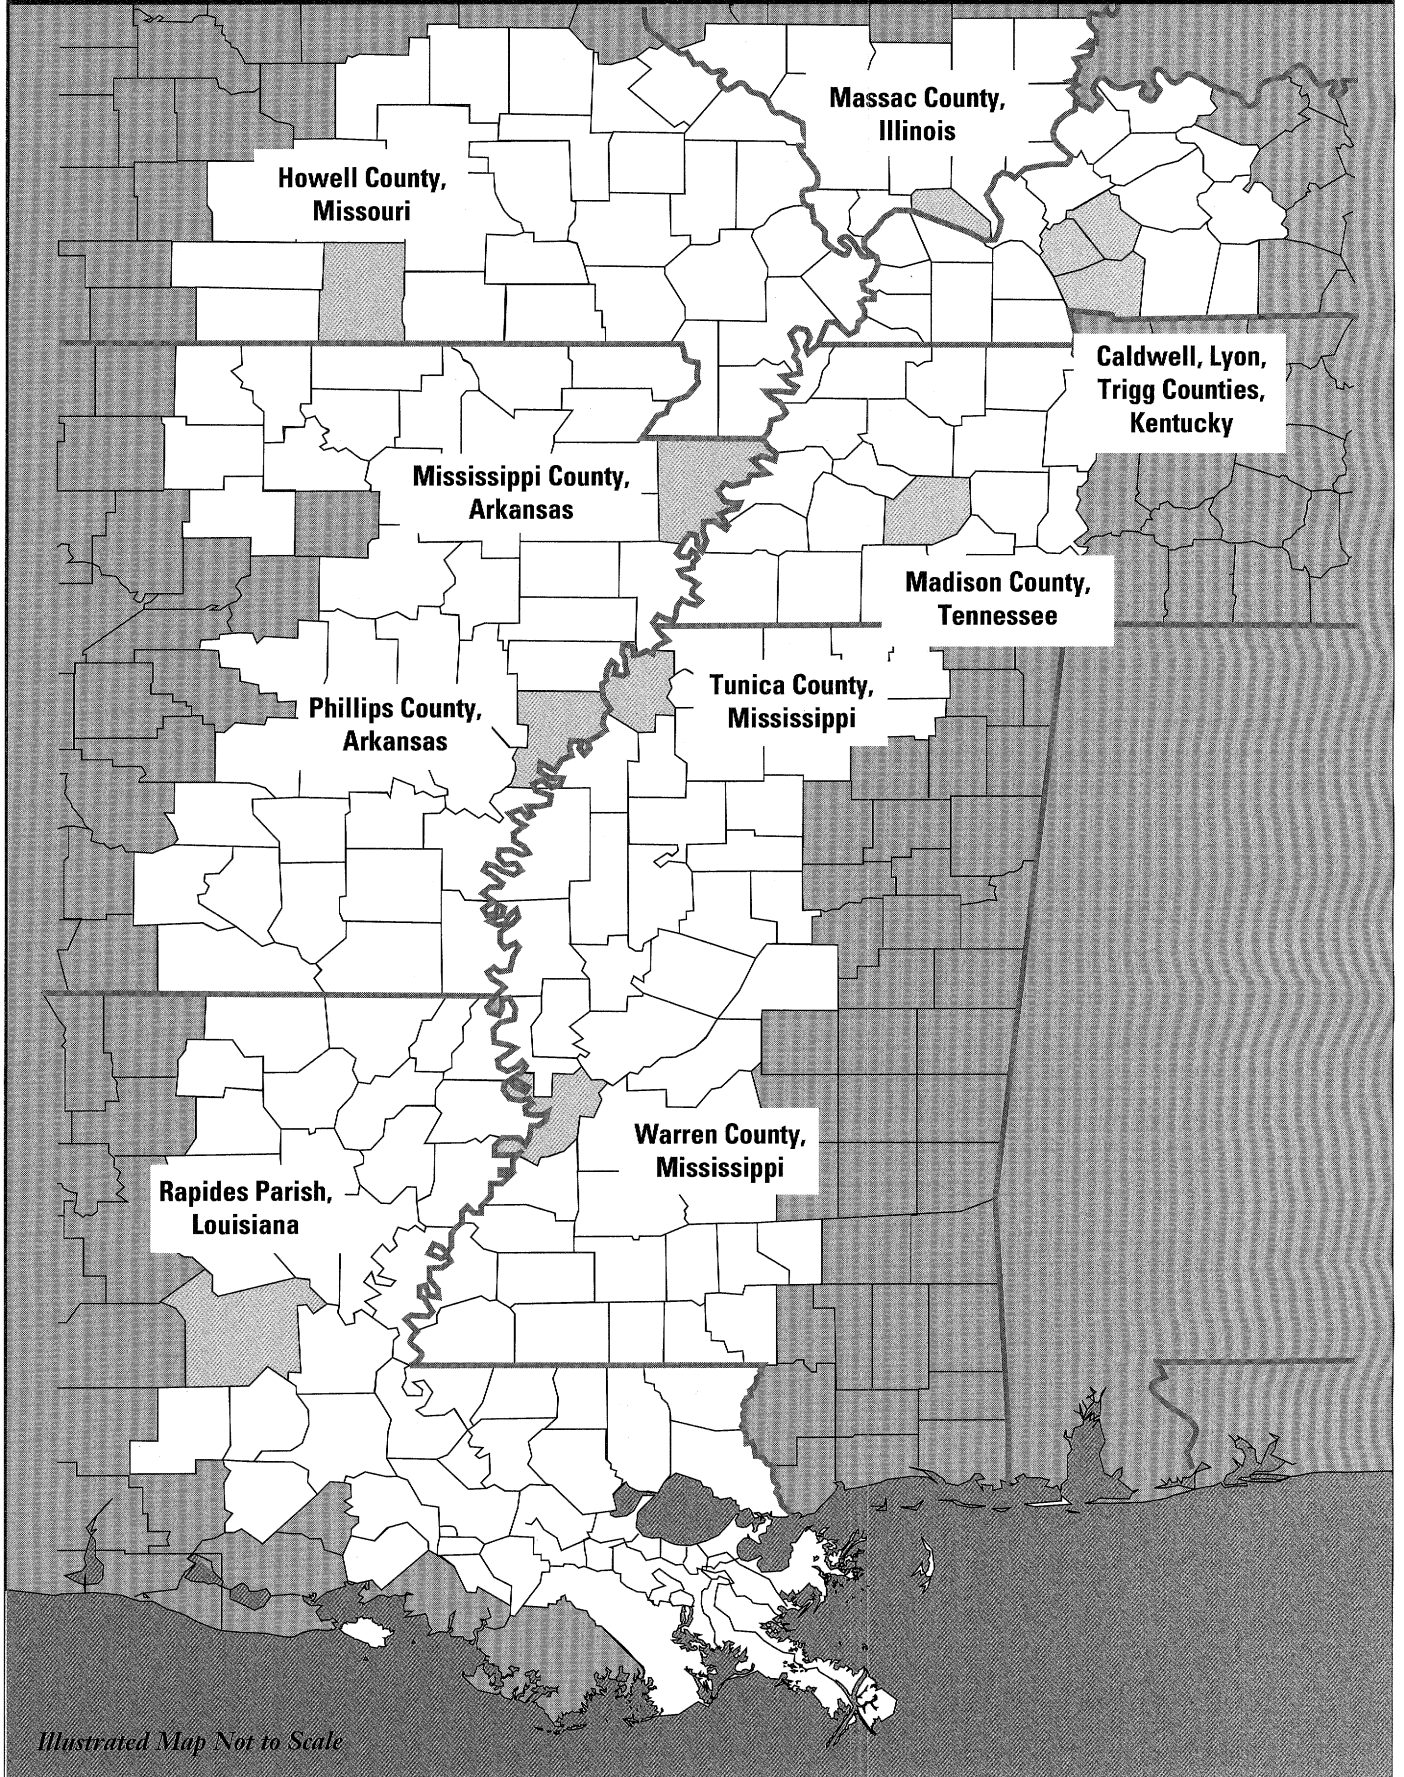 Massac County,
Illinois
Howell County,
Missouri
Caldwell, Lyon,
Trigg Counties,
Kentucky
Mississippi County,
Arkansas
Madison County,
Tennessee
Tunica County,
Mississippi
Phillips County,
Arkansas
Warren County,
Mississippi
Rapides Parish,
Louisiana
Illustrated Map Not to Scale